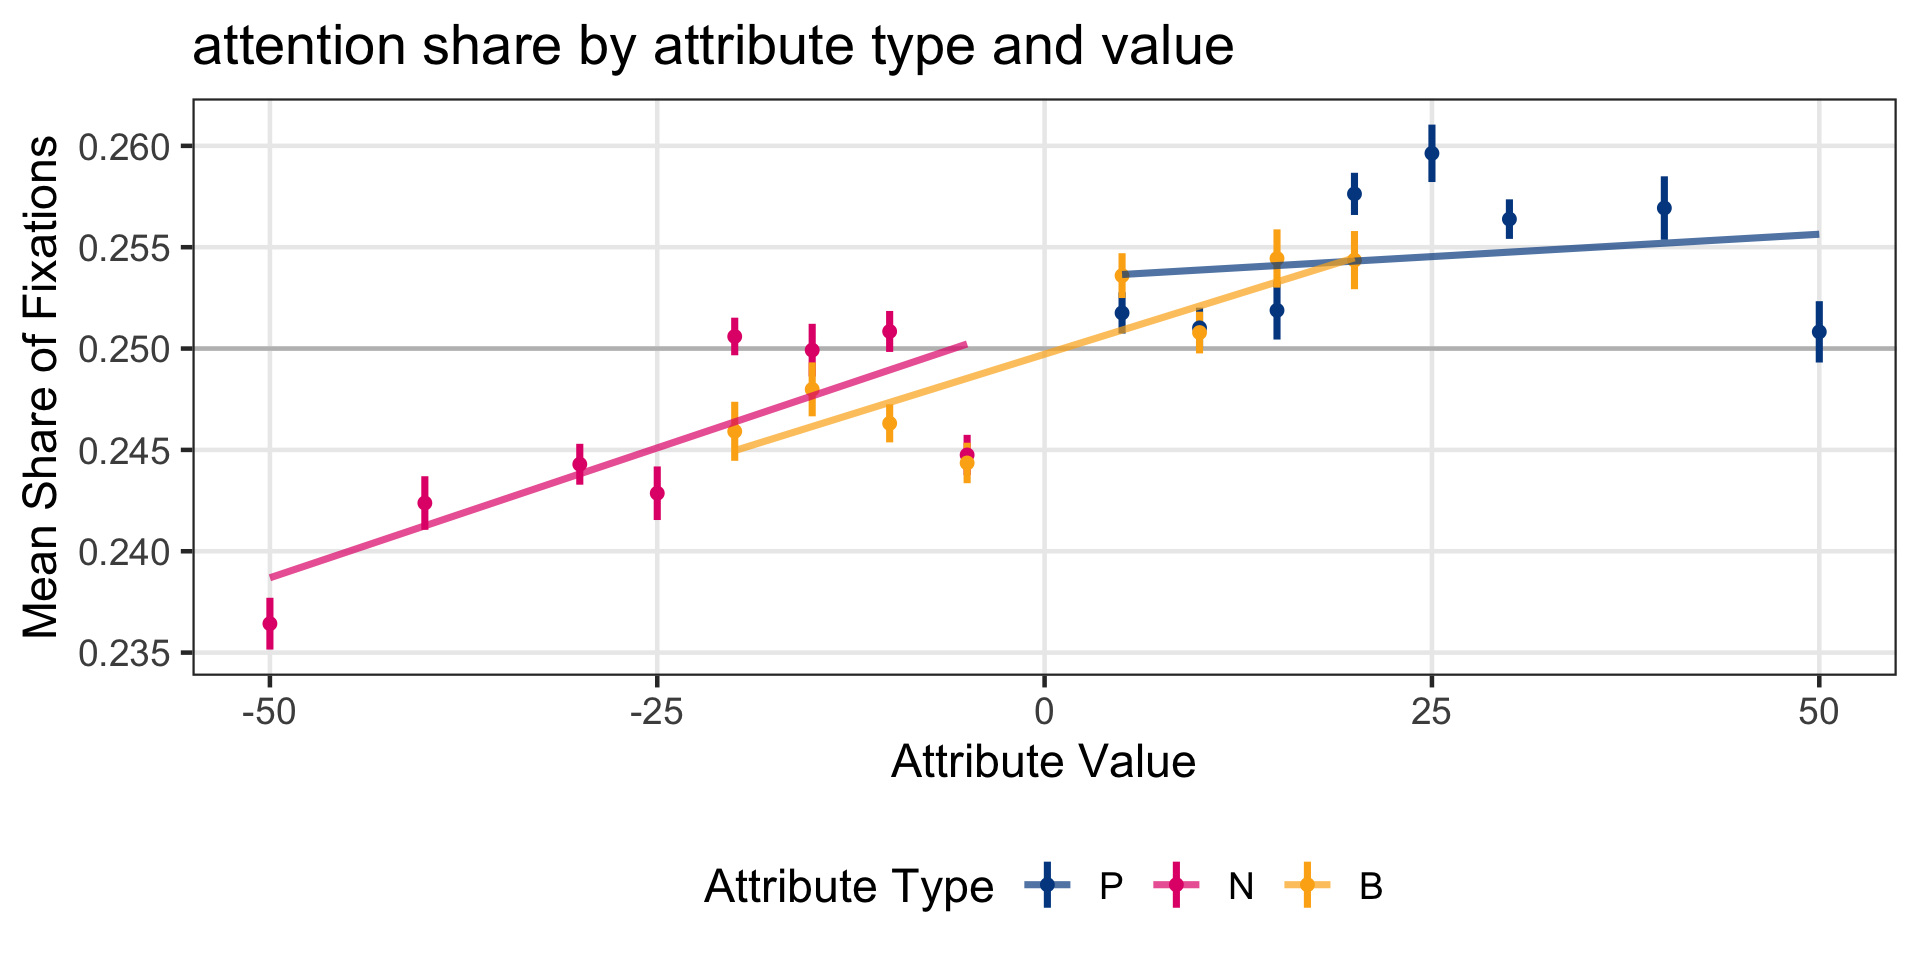 attention share by attribute type and value
Mean Share of Fixations
0.260
0.255
0.250
0.245
0.240
0.235
-50 -25 0 25 50
Attribute Value
Attribute Type P N B